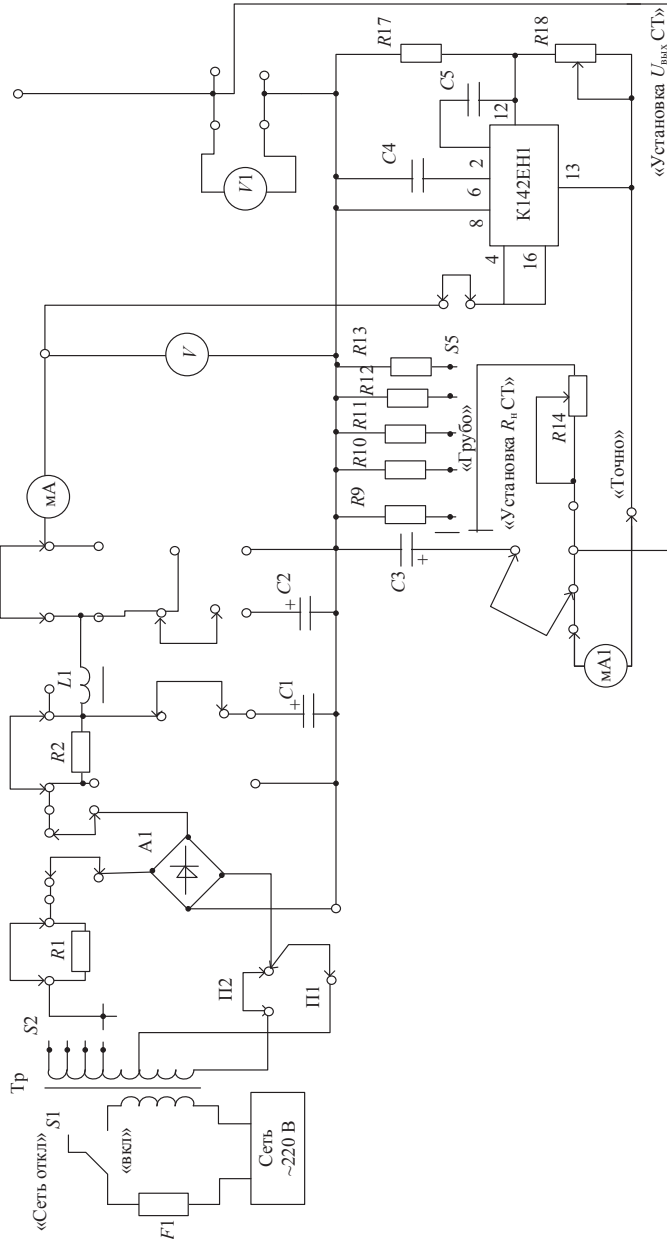 «Сеть откл»
S1
«вкл»
F1
Сеть
~220 В
Тр
S2
R1
П2
П1
A1
R2
L1
+ C1
+ C2
мА
V
C3
+
R9
R10
R11
R12
R13
S5
«Грубо»
«Установка Rн СТ»
R14
«Точно»
мА1
V1
4
16
8
6
2
12
13
К142ЕН1
C4
C5
R17
R18
«Установка Uвых СТ»